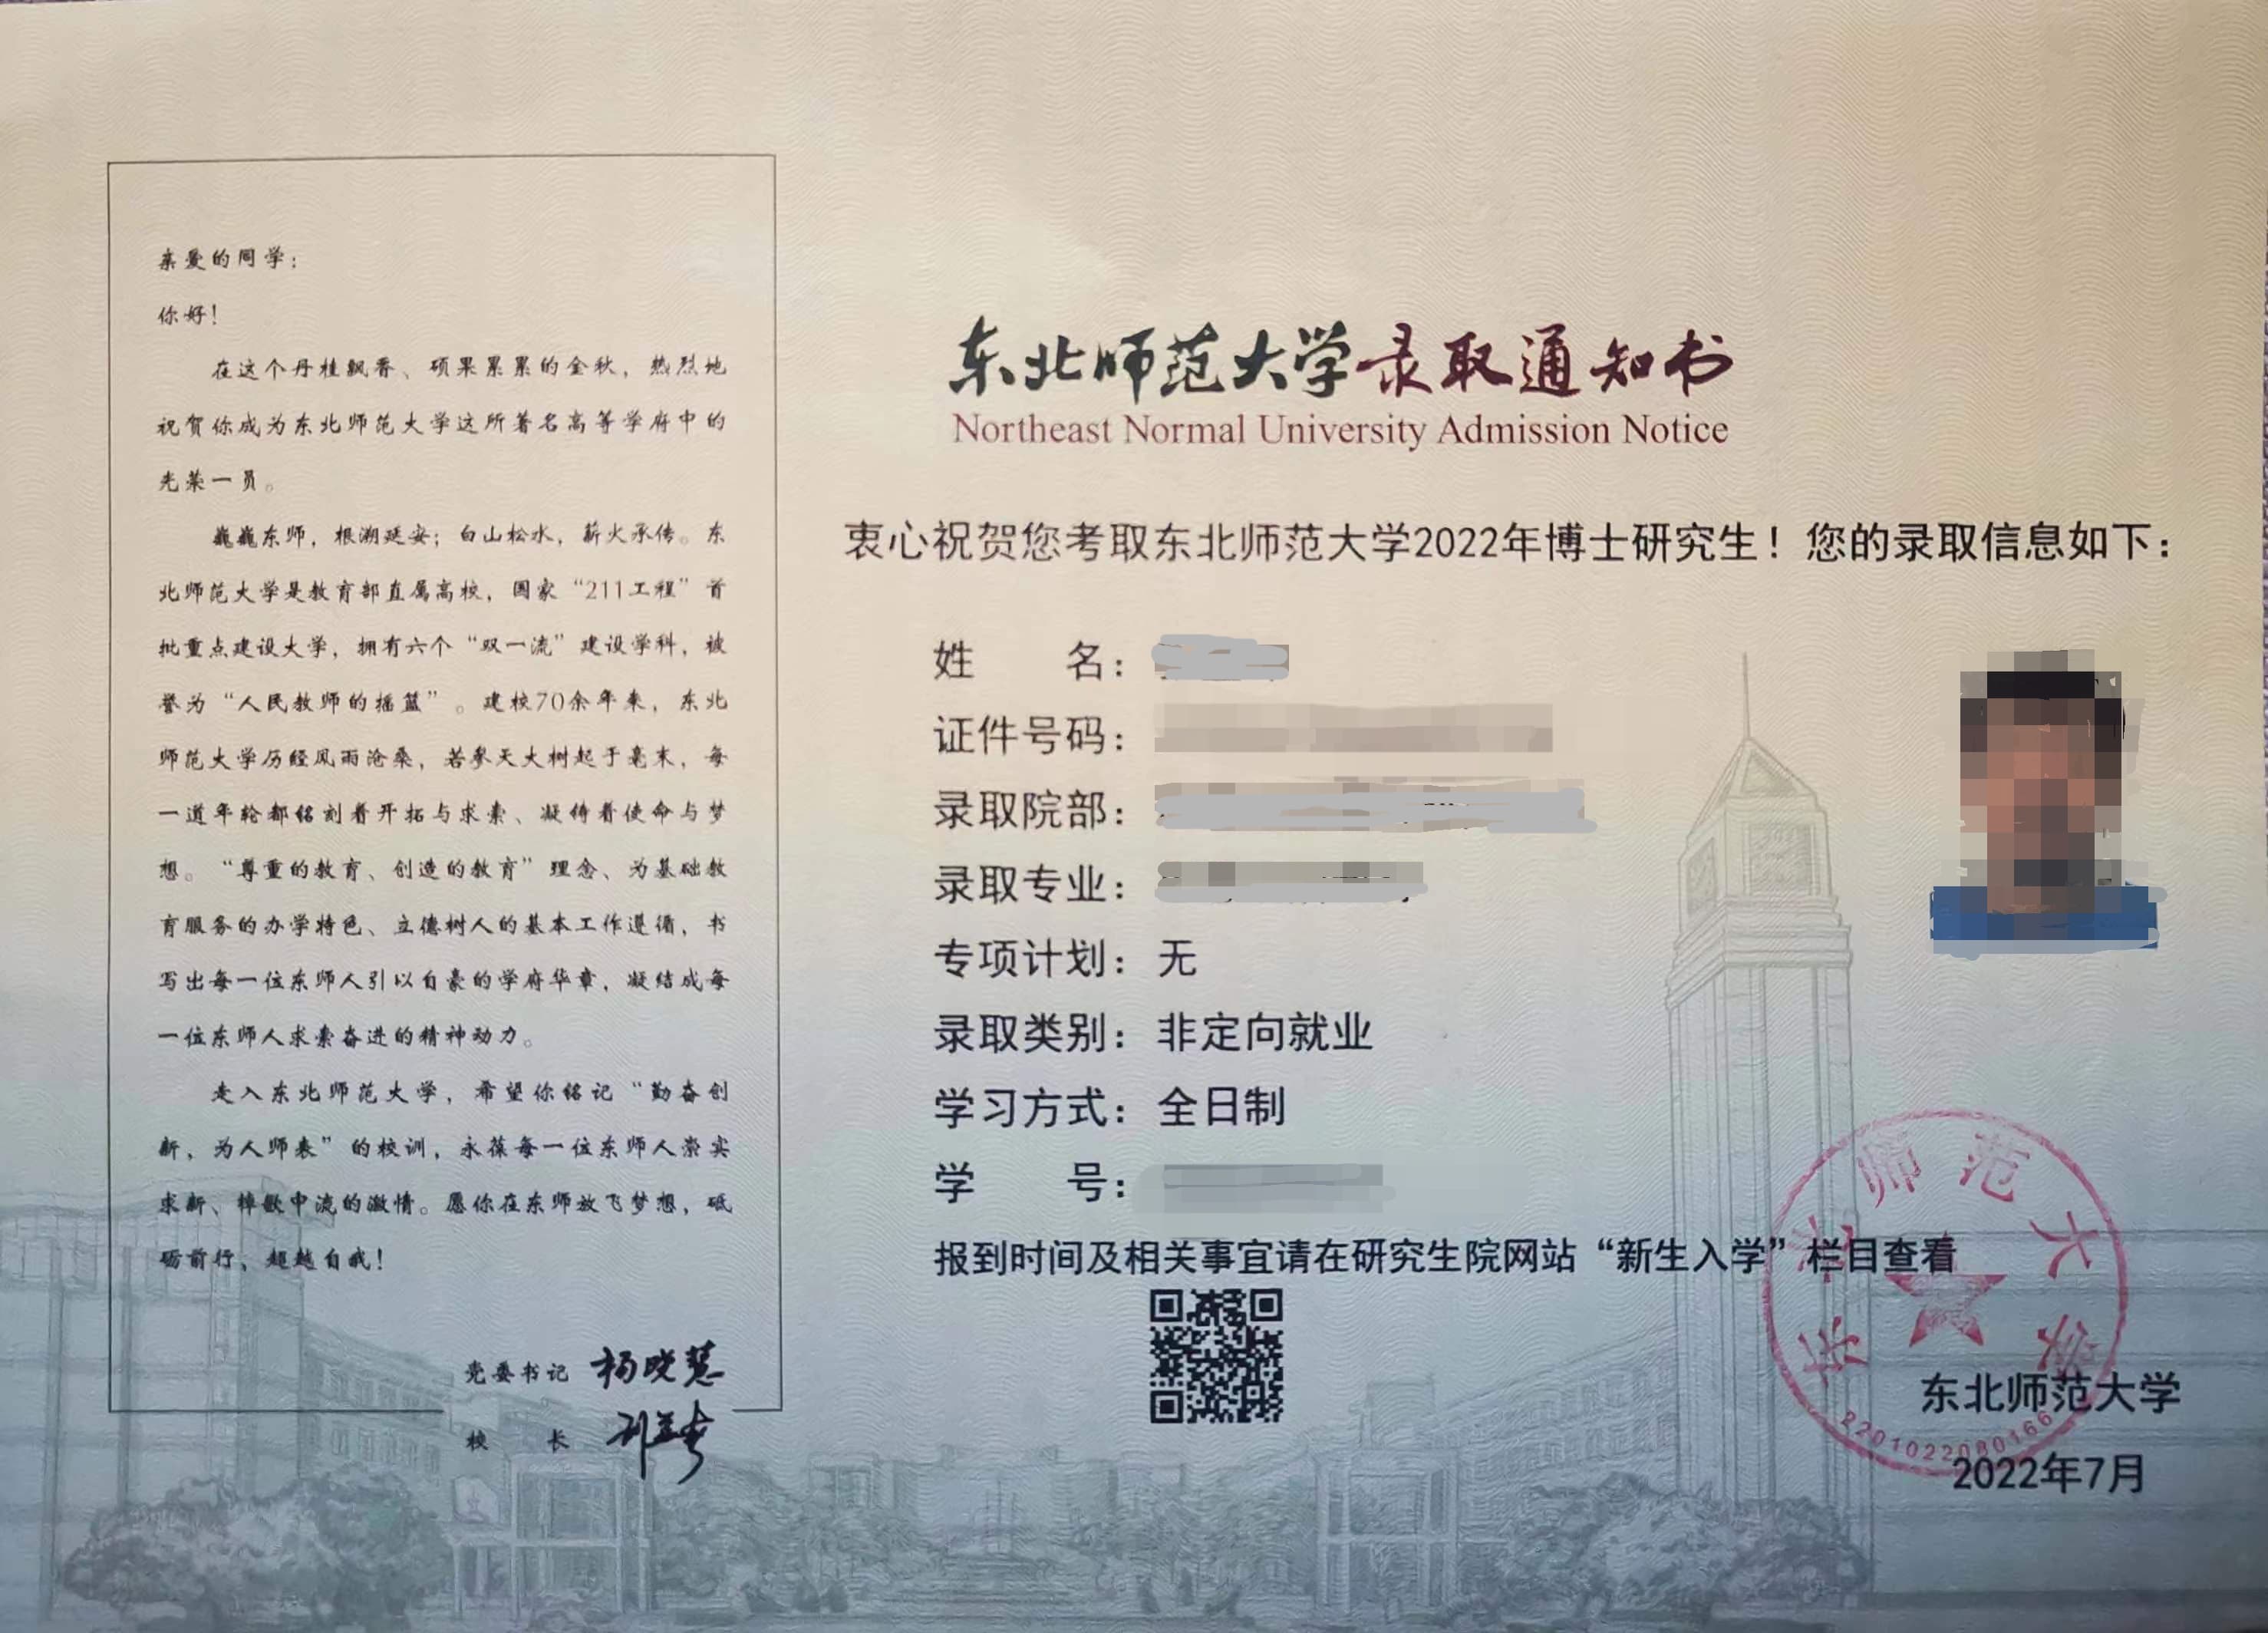 亲爱的同学：
你好！
在这个丹桂飘香、硕果累累的金秋，热烈地
祝贺你成为东北师范大学这所著名高等学府中的
光荣一员。
巍巍东师，根溯延安；白山松水，薪火承传。东
北师范大学是教育部直属高校，国家“211工程”首
批重点建设大学，拥有六个“双一流”建设学科，被
誉为“人民教师的摇篮”。建校70余年来，东北
师范大学历经风雨沧桑，若参天大树起于毫末，每
一道年轮都铭刻着开拓与求索、凝铸着使命与梦
想。“尊重的教育、创造的教育”理念、为基础教
育服务的办学特色、立德树人的基本工作遵循，书
写出每一位东师人引以自豪的学府华章，凝结成每
一位东师人求索奋进的精神动力。
走入东北师范大学，希望你铭记“勤奋创
新、为人师表”的校训，永葆每一位东师人崇实
求新、棹歌中流的激情。愿你在东师放飞梦想，砥
砺前行，超越自我！
党委书记 杨晓慧
校 长 刘益春
东北师范大学录取通知书
Northeast Normal University Admission Notice
衷心祝贺您考取东北师范大学2022年博士研究生！您的录取信息如下：
姓 名：
证件号码：
录取院部：
录取专业：
专项计划：无
录取类别：非定向就业
学习方式：全日制
学 号：
报到时间及相关事宜请在研究生院网站“新生入学”栏目查看
东北师范大学
2201022080166
东北师范大学
2022年7月